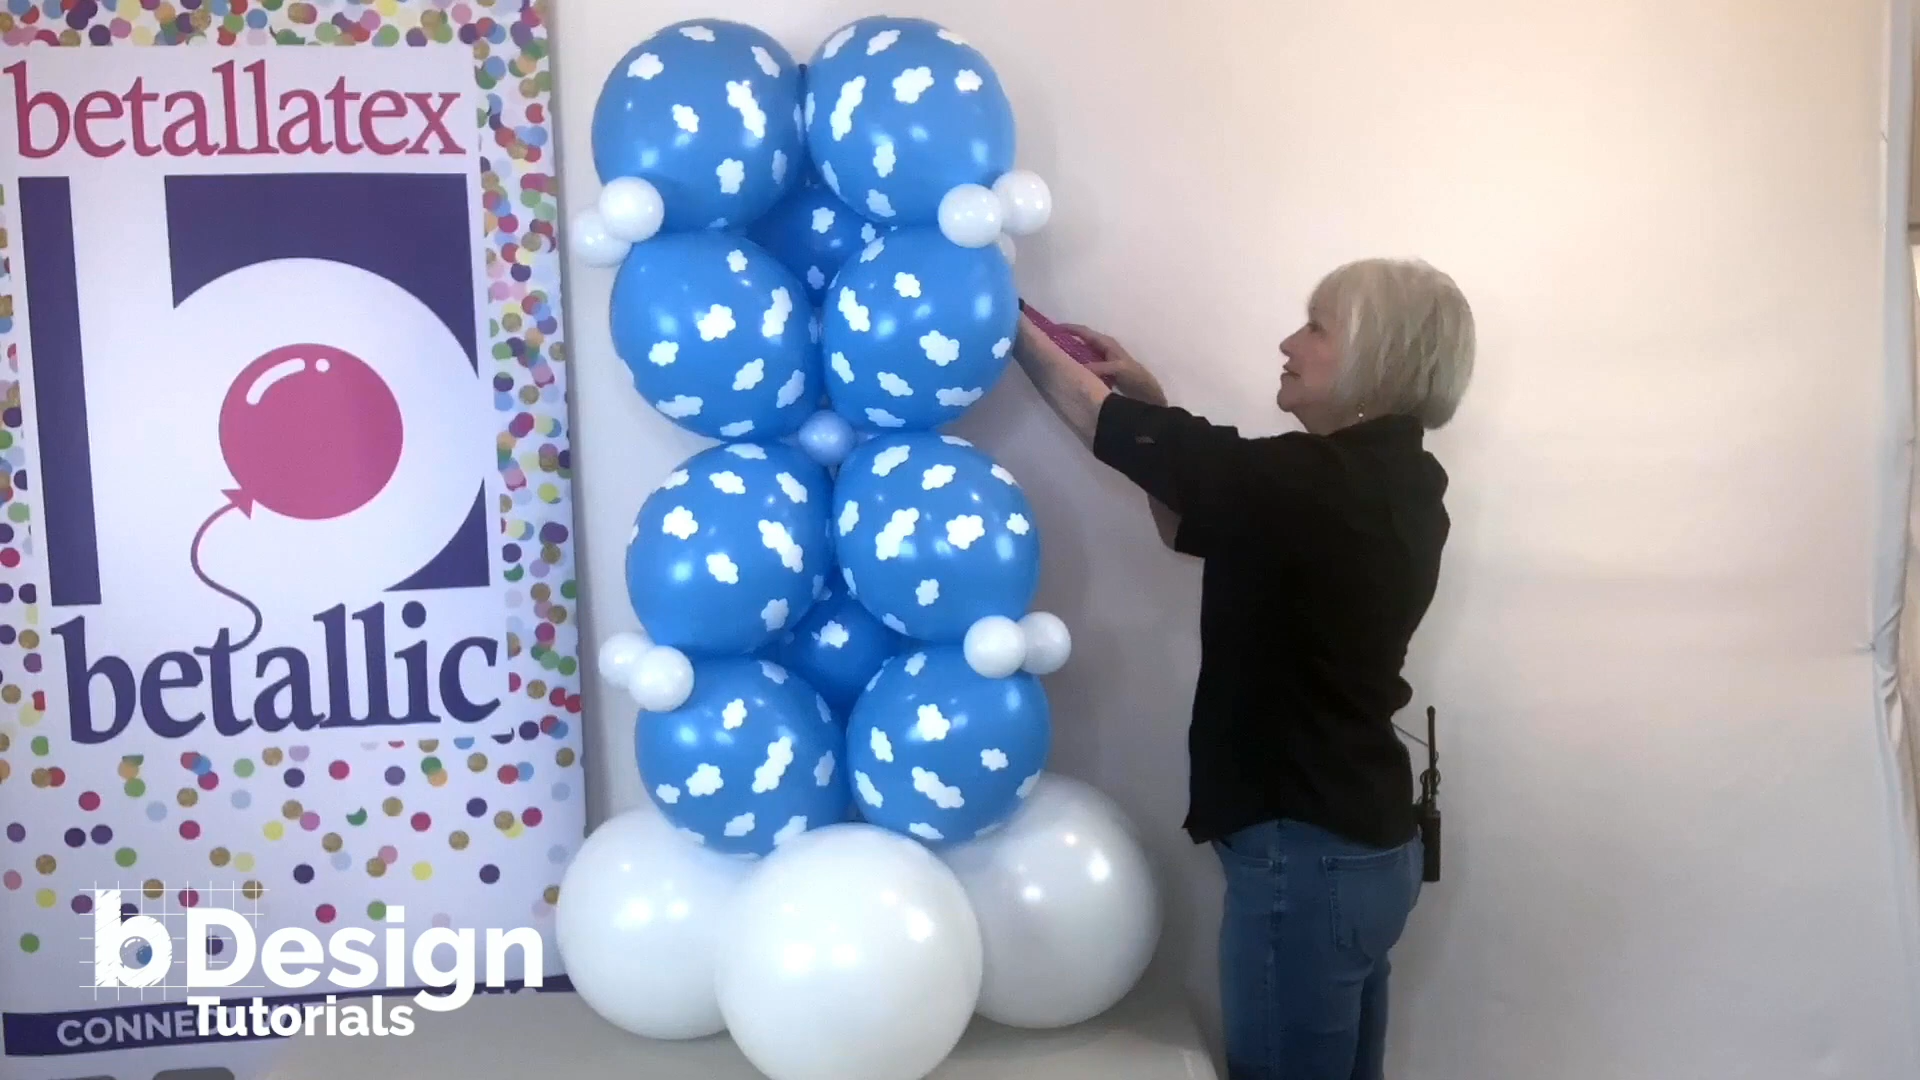 betallatex
betallic
bDesign
Tutorials
CONNE